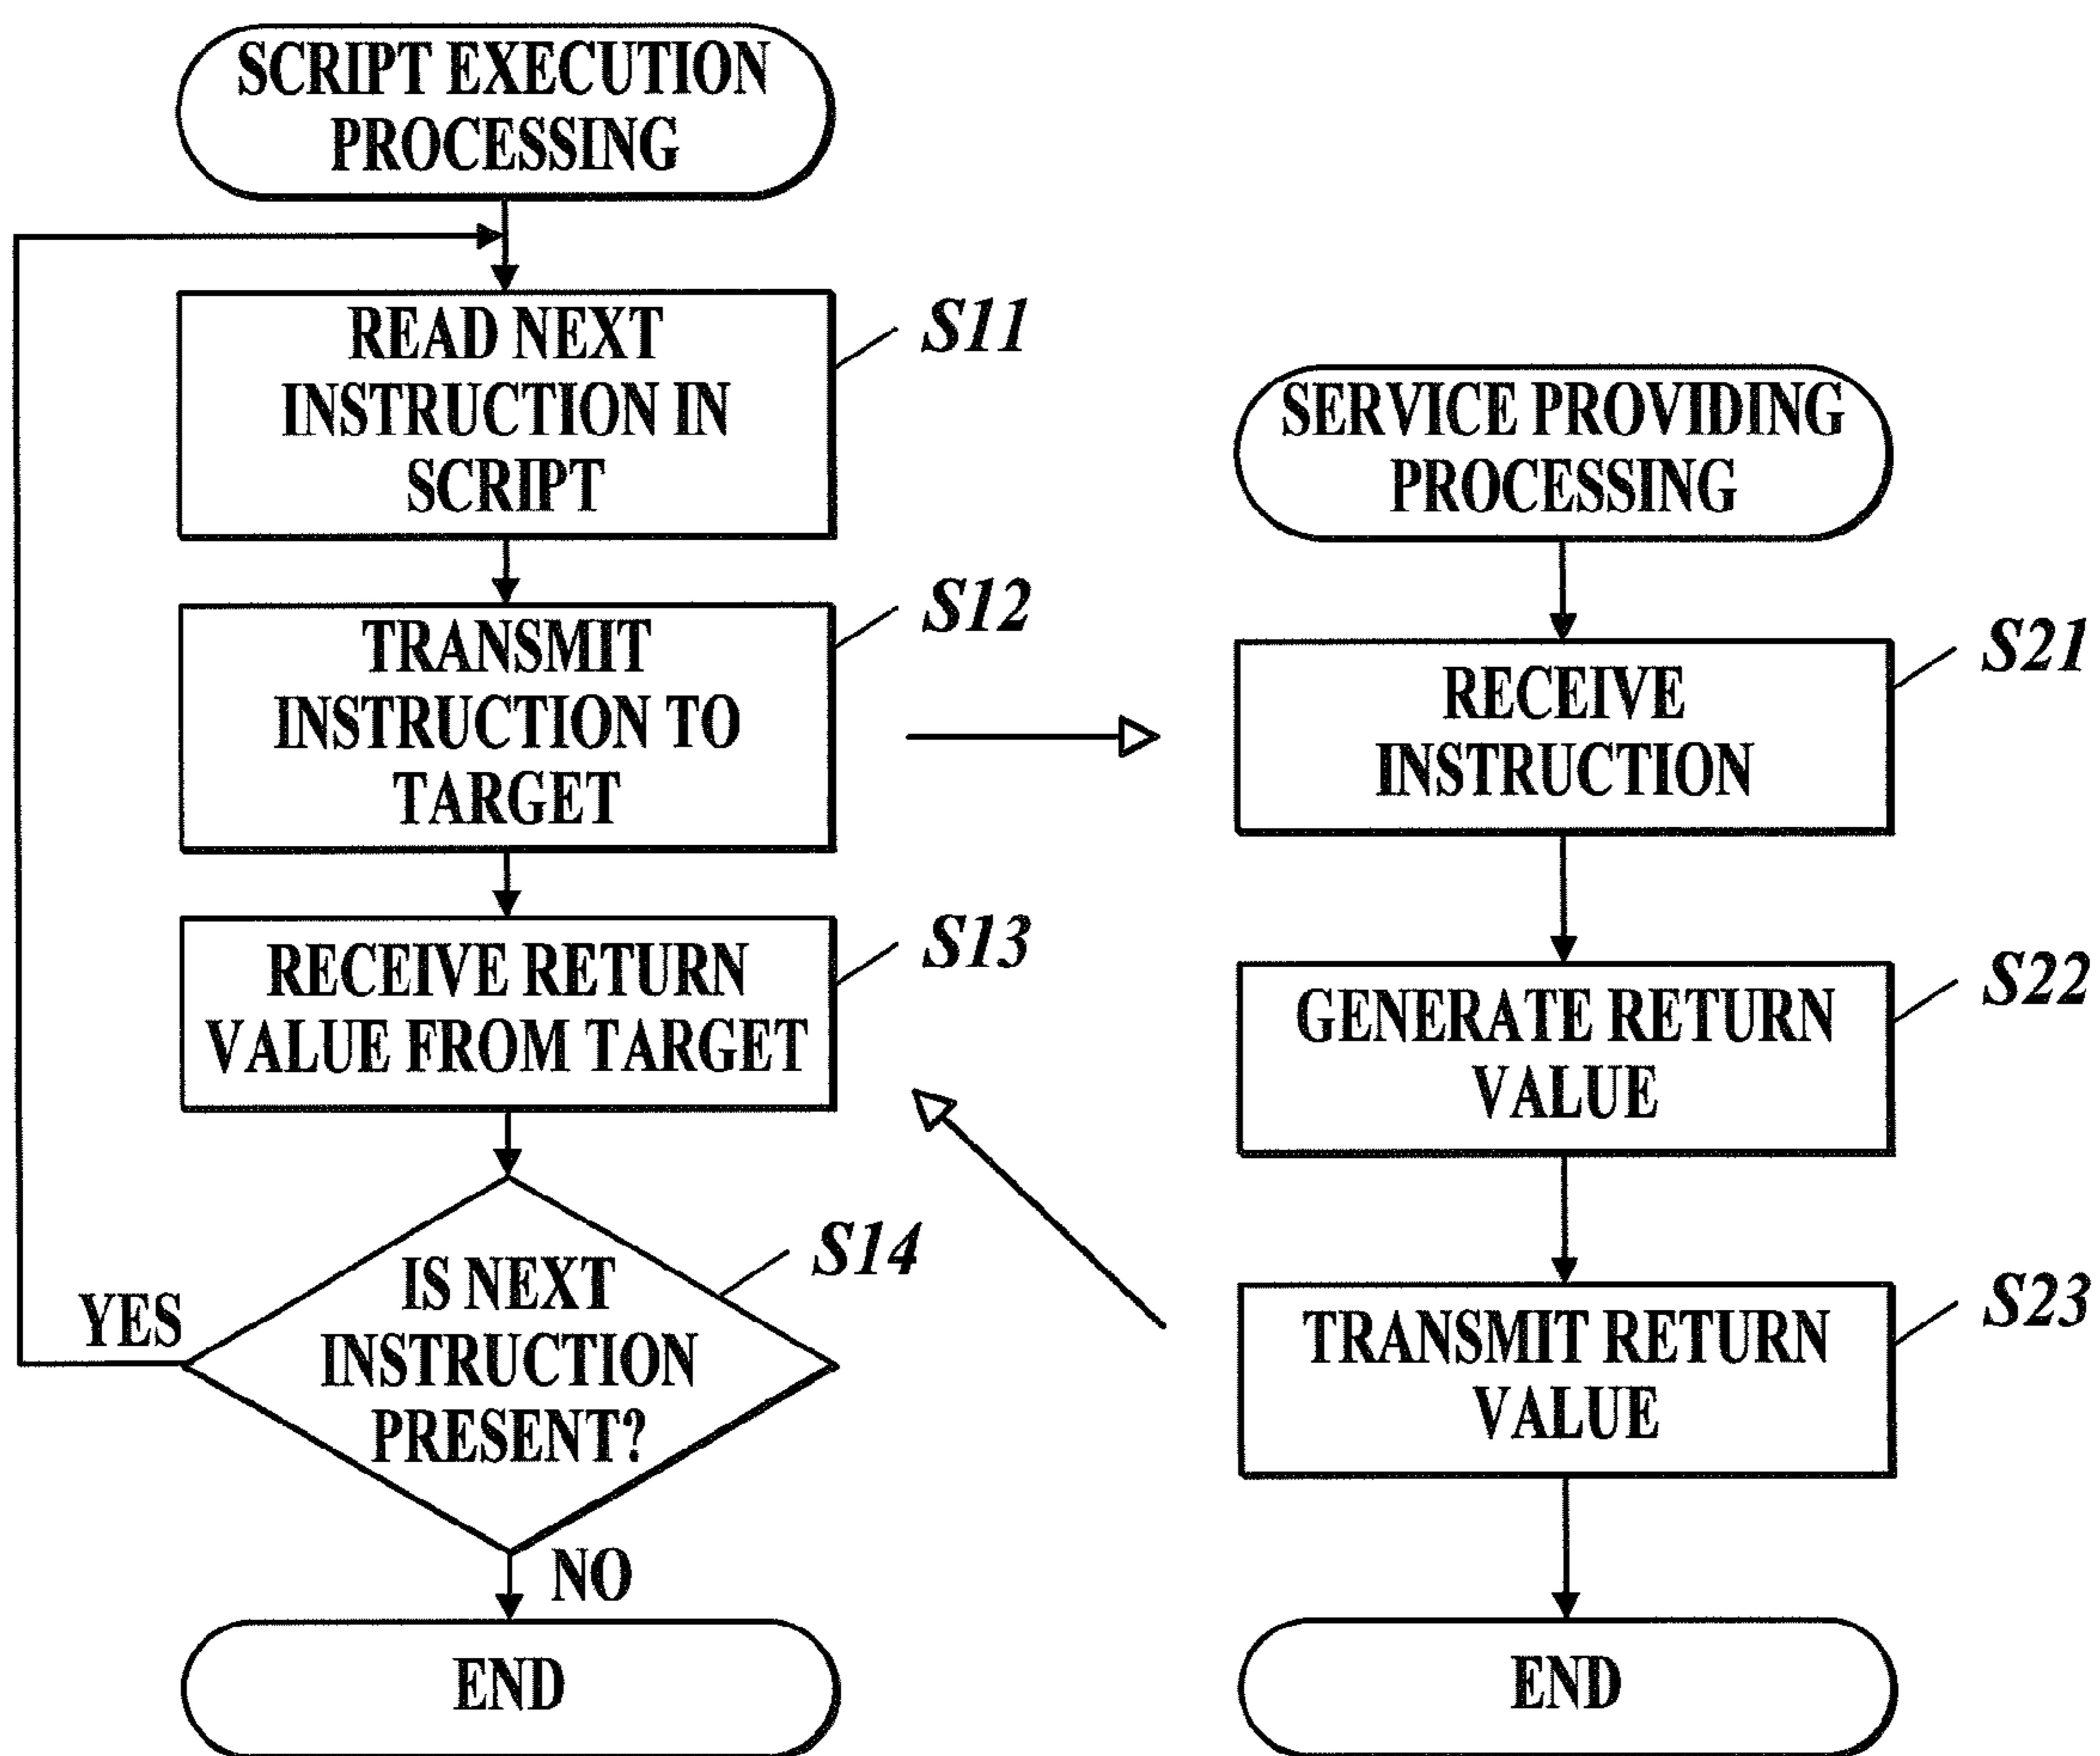 SCRIPT EXECUTION
PROCESSING
READ NEXT
INSTRUCTION IN
SCRIPT
S11
TRANSMIT
INSTRUCTION TO
TARGET
S12
RECEIVE RETURN
VALUE FROM TARGET
S13
IS NEXT
INSTRUCTION
PRESENT?
S14
YES
NO
END
SERVICE PROVIDING
PROCESSING
RECEIVE
INSTRUCTION
S21
GENERATE RETURN
VALUE
S22
TRANSMIT RETURN
VALUE
S23
END